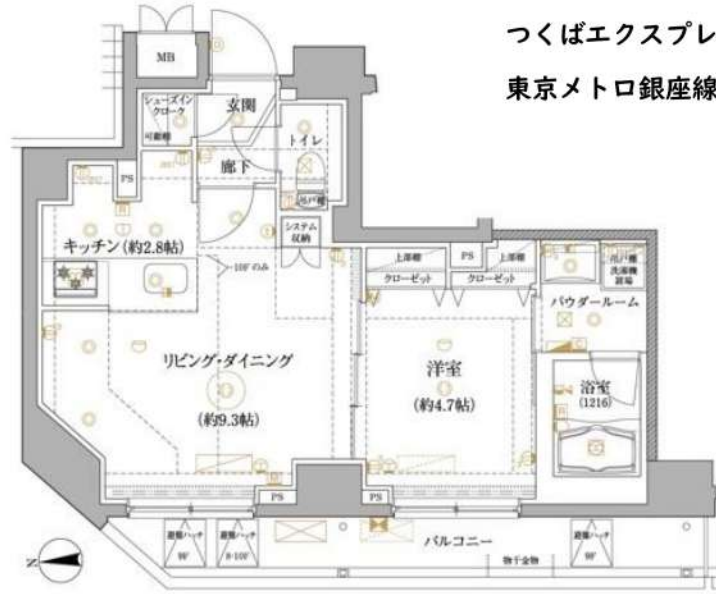 つくばエクスプレ
東京メトロ銀座線
MB
シューズイン
クローク
可動棚
玄関
トイレ
廊下
PS
吊戸棚
システム
収納
キッチン(約2.8帖)
-10Fのみ
上部棚
PS
上部棚
吊戸棚
洗濯機
置場
クローゼット
クローゼット
パウダールーム
リビング・ダイニング
(約9.3帖)
洋室
(約4.7帖)
浴室
(1216)
PS
PS
避難ハッチ
9F
避難ハッチ
8-10F
バルコニー
物干金物
避難ハッチ
9F
N